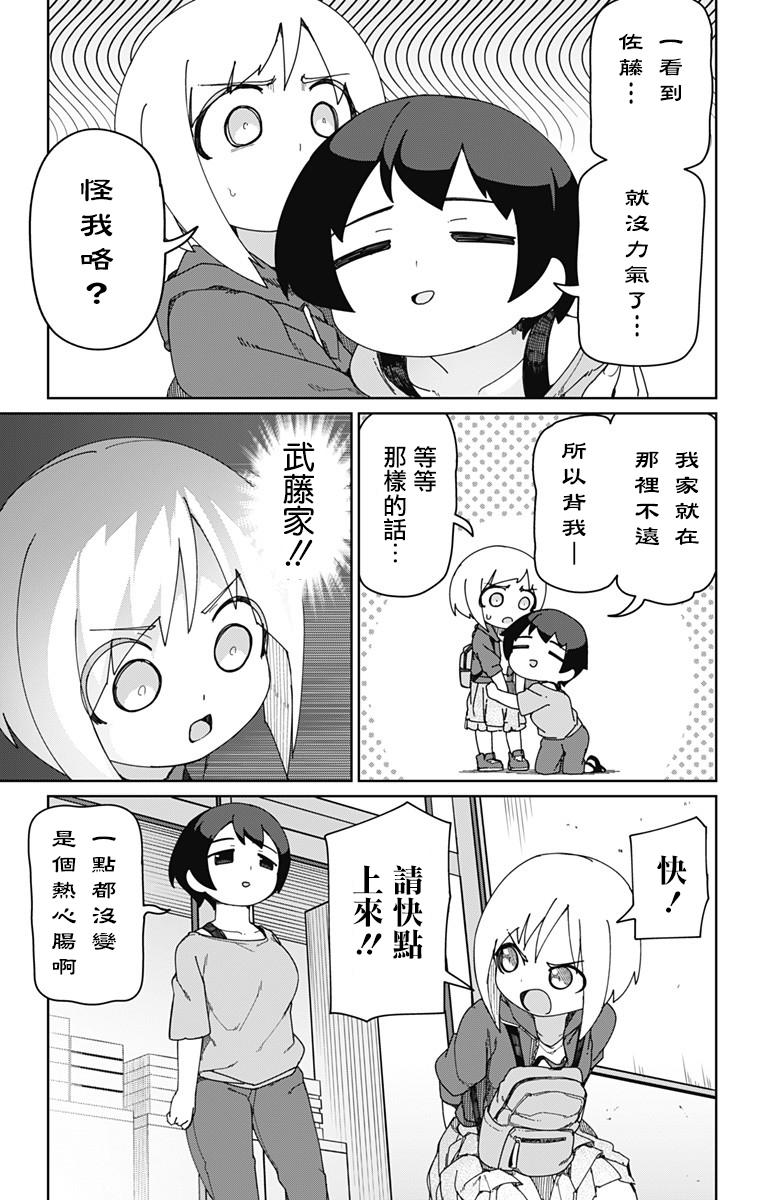 一看到
佐藤…
就沒力氣了…
怪我咯？
我家就在
那裡不遠
所以背我—
等等
那樣的話…
武藤家!!
快！
請快點
上來!!
一點都沒變
是個熱心腸啊